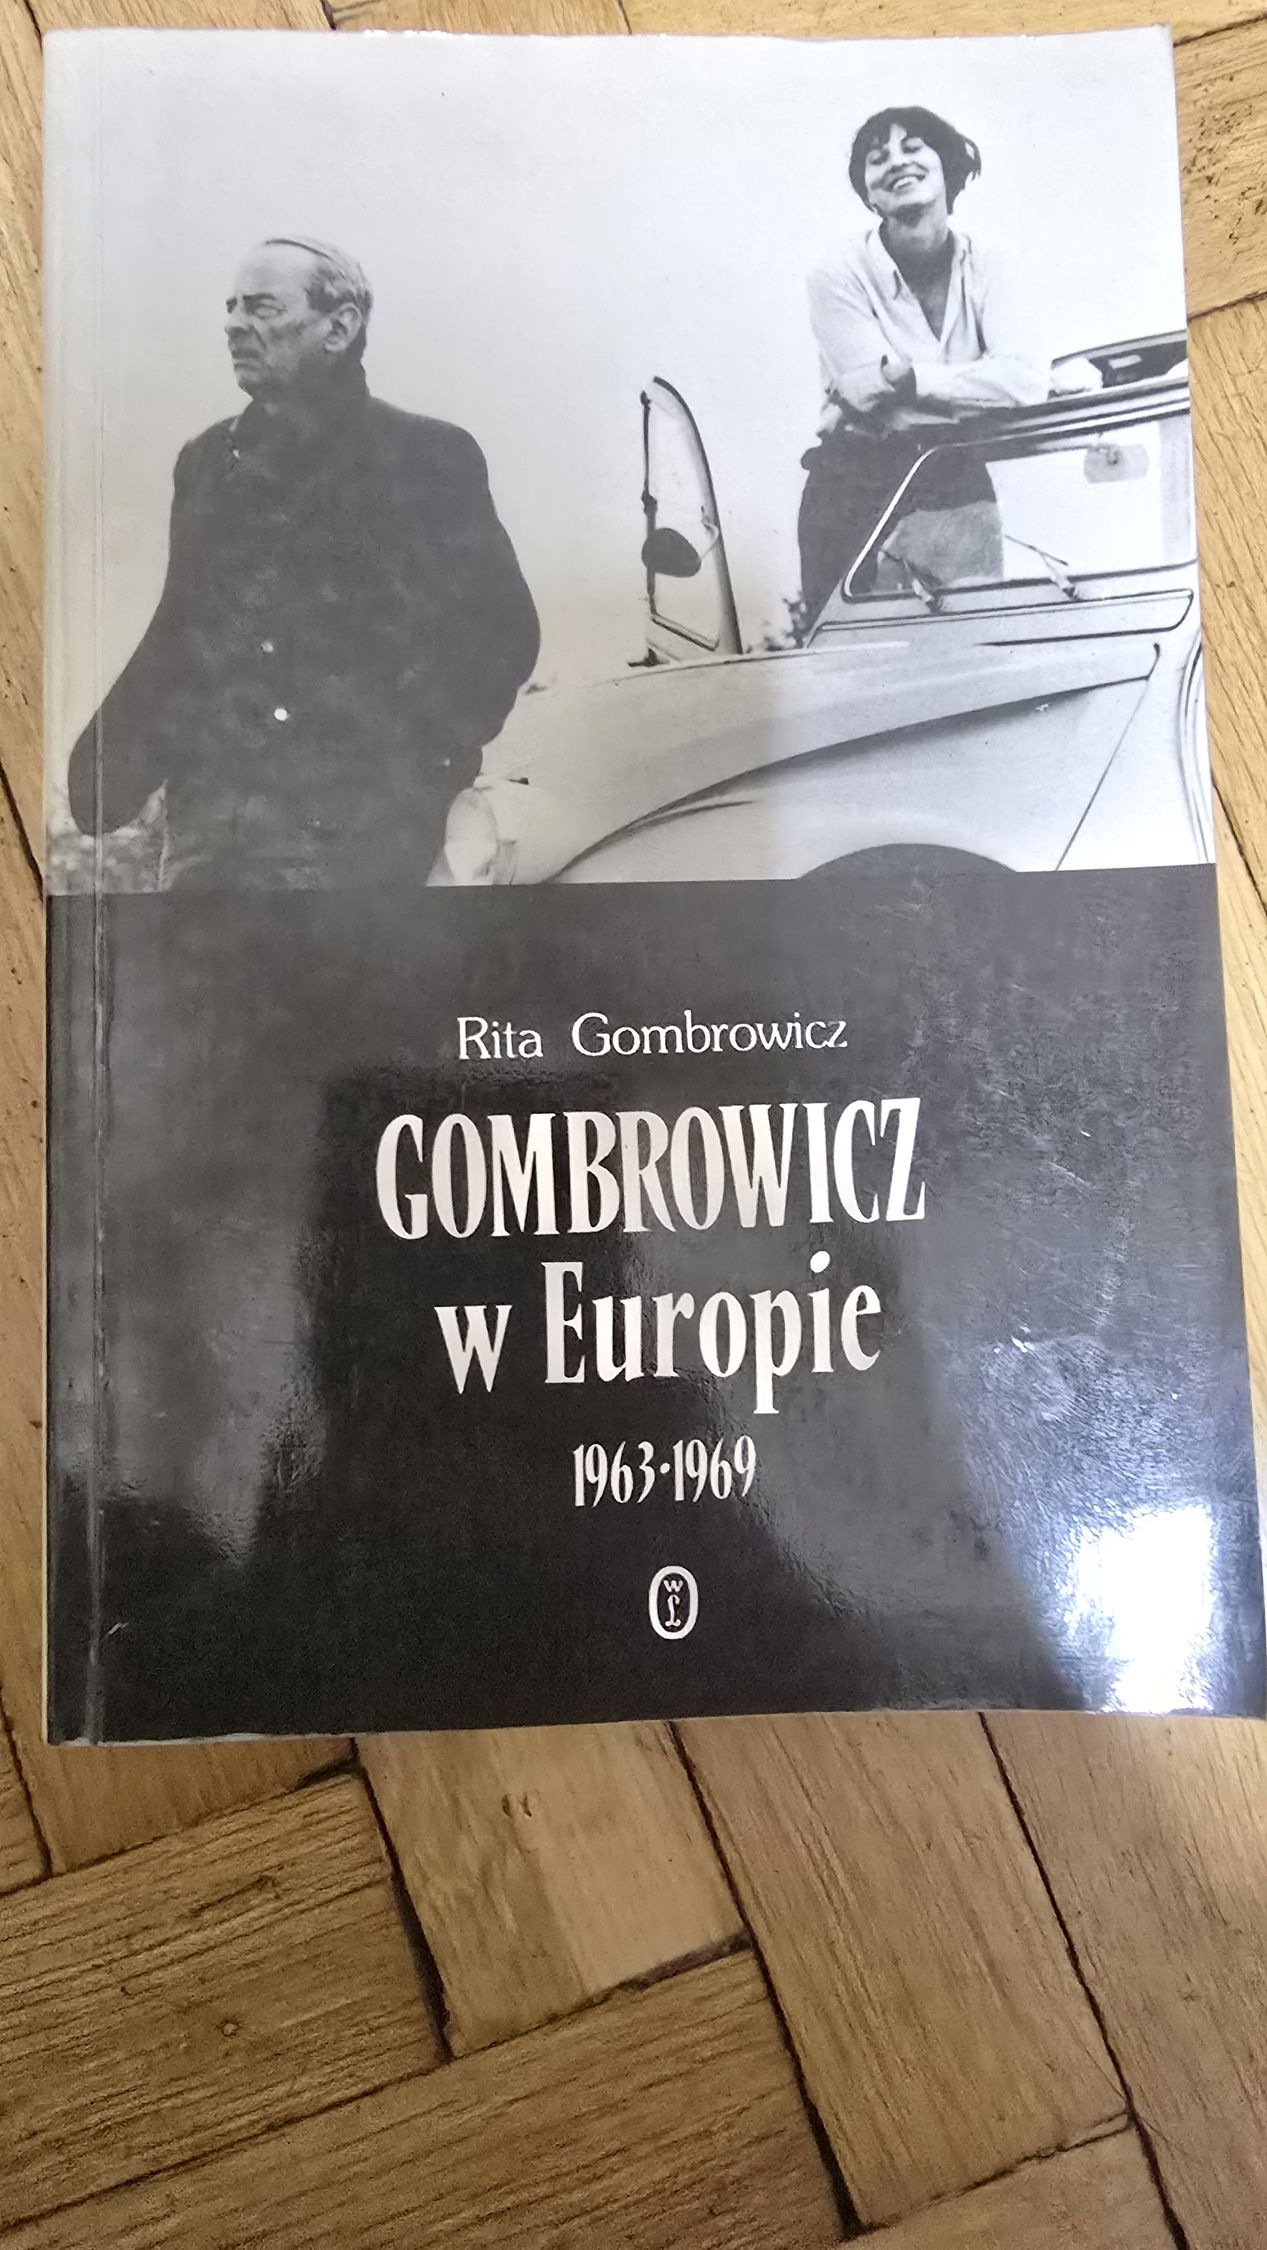 Rita Gombrowicz
GOMBROWICZ
w Europie
1963·1969
W
Ł